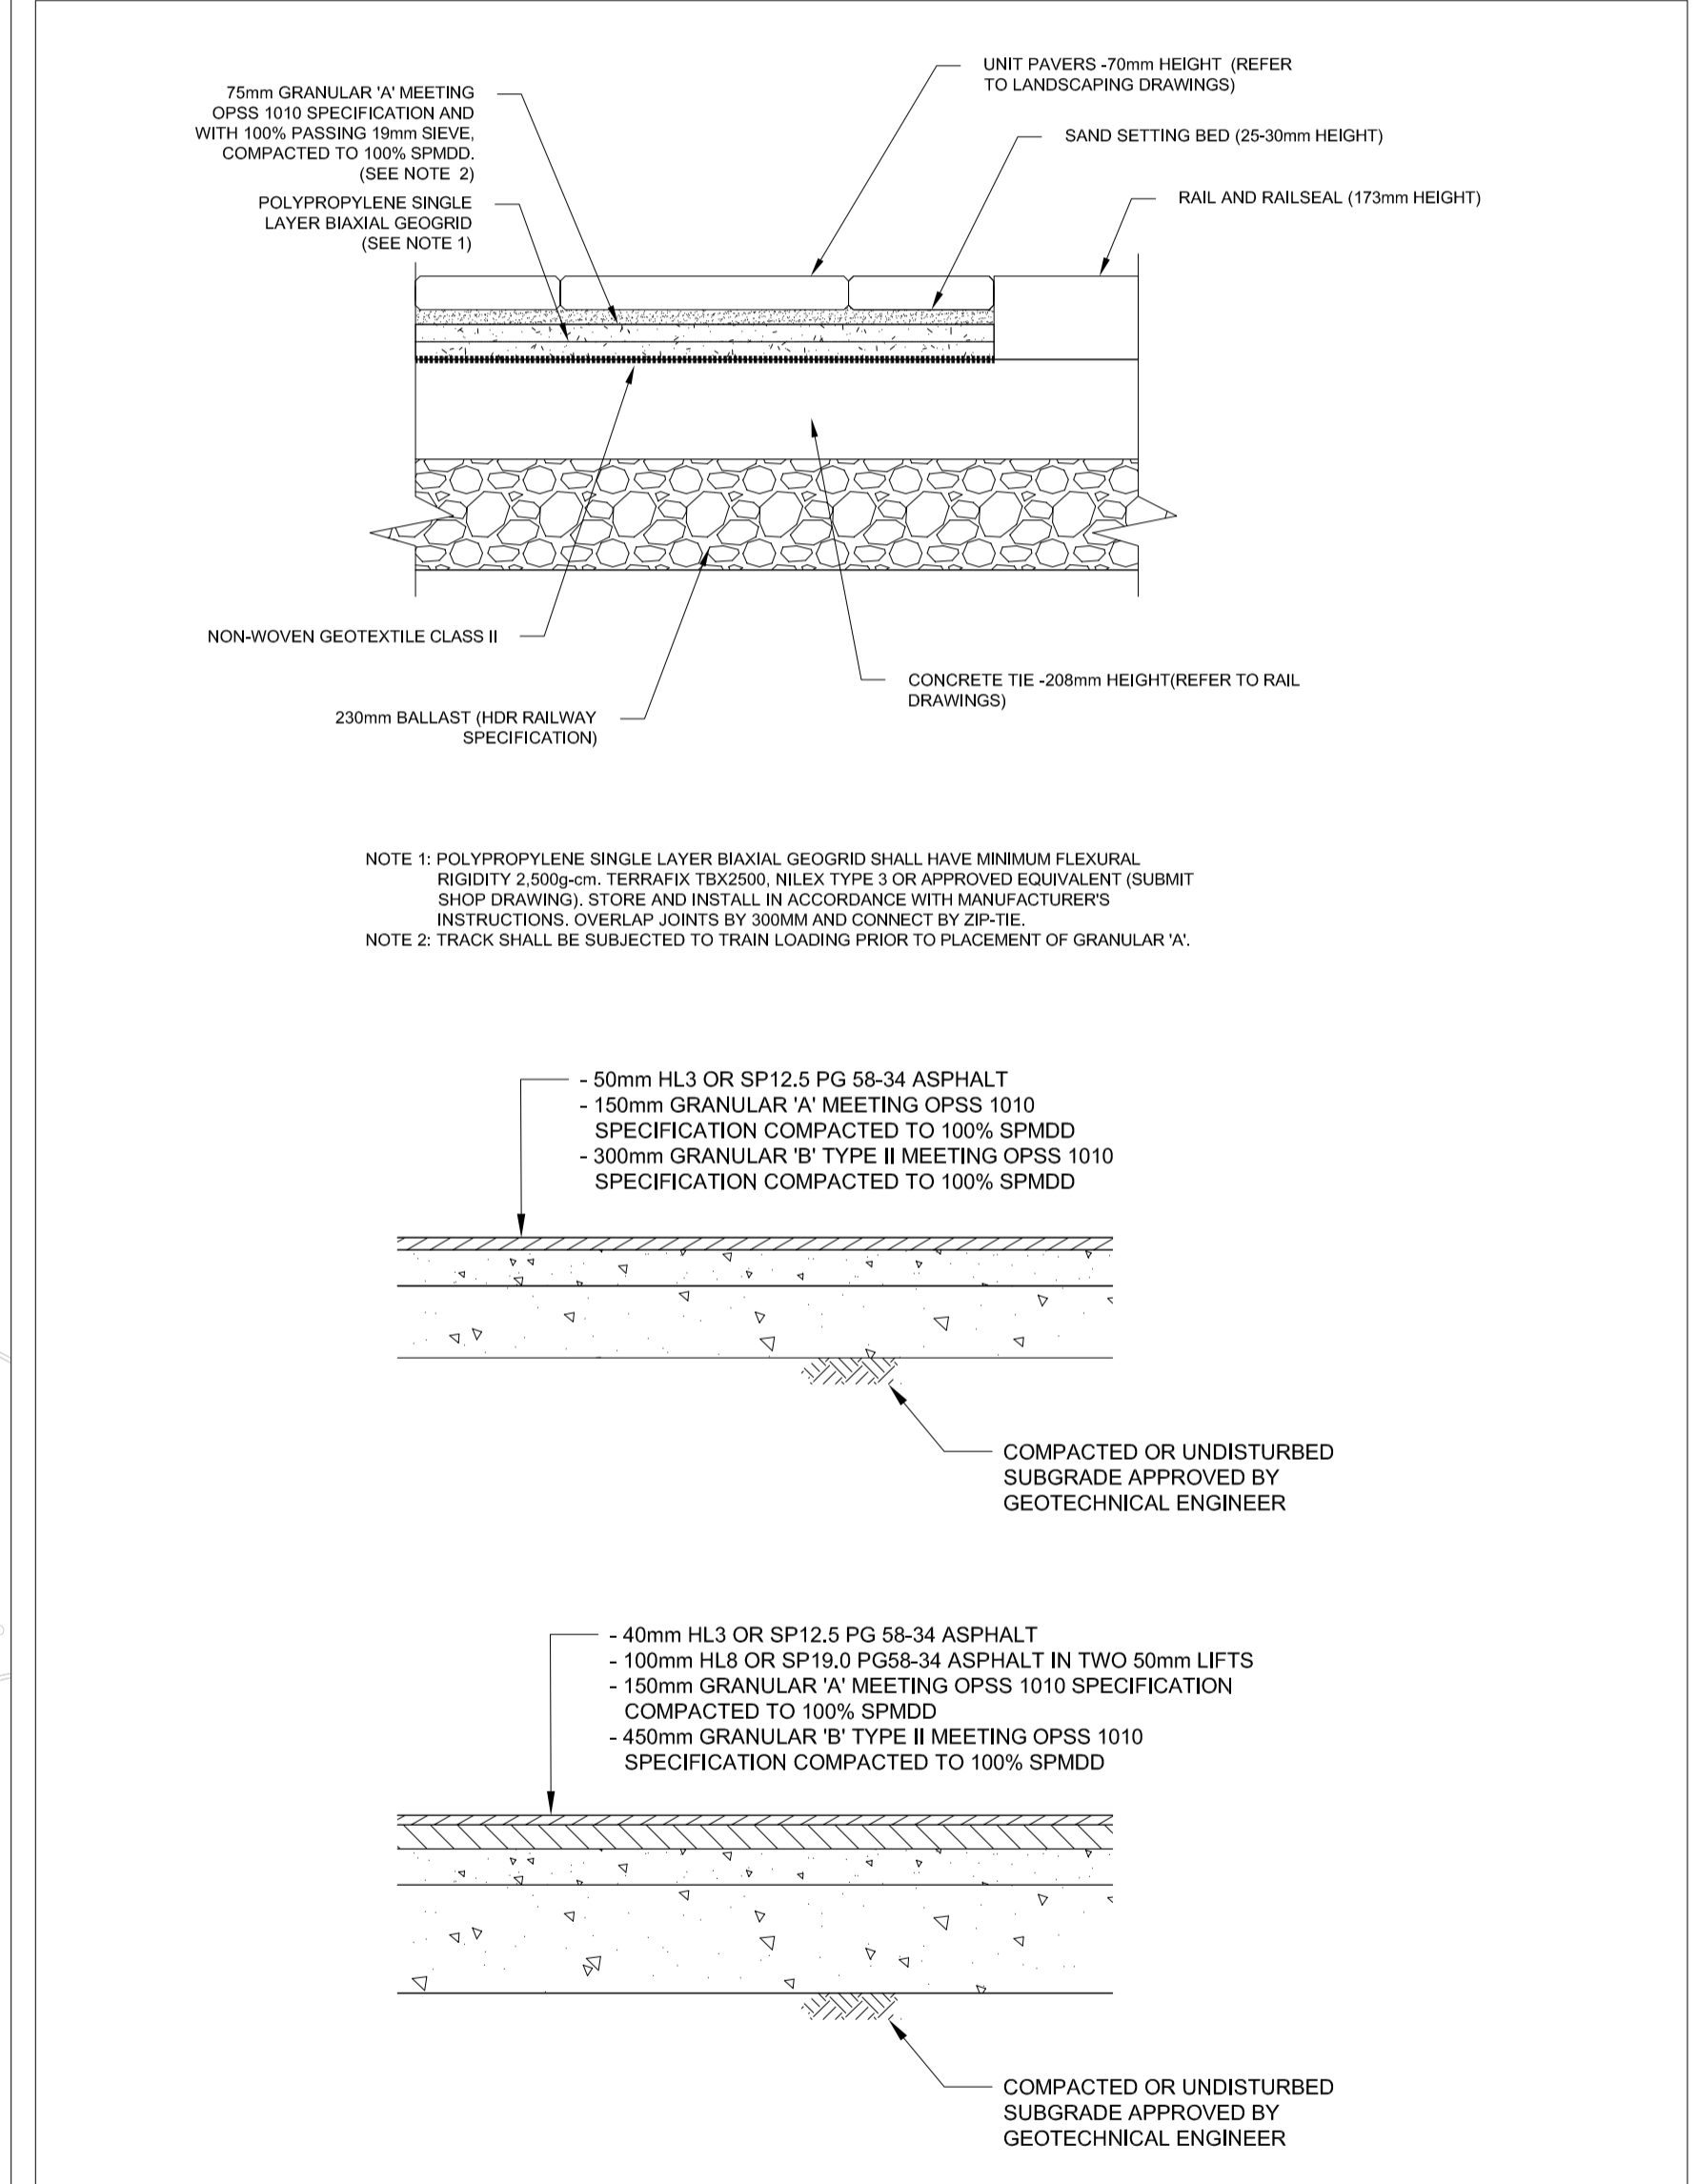 75mm GRANULAR 'A' MEETING
OPSS 1010 SPECIFICATION AND
WITH 100% PASSING 19mm SIEVE,
COMPACTED TO 100% SPMDD.
(SEE NOTE 2)
POLYPROPYLENE SINGLE
LAYER BIAXIAL GEOGRID
(SEE NOTE 1)
UNIT PAVERS -70mm HEIGHT (REFER
TO LANDSCAPING DRAWINGS)
SAND SETTING BED (25-30mm HEIGHT)
RAIL AND RAILSEAL (173mm HEIGHT)
NON-WOVEN GEOTEXTILE CLASS II
230mm BALLAST (HDR RAILWAY
SPECIFICATION)
CONCRETE TIE -208mm HEIGHT(REFER TO RAIL
DRAWINGS)
NOTE 1: POLYPROPYLENE SINGLE LAYER BIAXIAL GEOGRID SHALL HAVE MINIMUM FLEXURAL
RIGIDITY 2,500g-cm. TERRAFIX TBX2500, NILEX TYPE 3 OR APPROVED EQUIVALENT (SUBMIT
SHOP DRAWING). STORE AND INSTALL IN ACCORDANCE WITH MANUFACTURER'S
INSTRUCTIONS. OVERLAP JOINTS BY 300MM AND CONNECT BY ZIP-TIE.
NOTE 2: TRACK SHALL BE SUBJECTED TO TRAIN LOADING PRIOR TO PLACEMENT OF GRANULAR 'A'.
- 50mm HL3 OR SP12.5 PG 58-34 ASPHALT
- 150mm GRANULAR 'A' MEETING OPSS 1010
SPECIFICATION COMPACTED TO 100% SPMDD
- 300mm GRANULAR 'B' TYPE II MEETING OPSS 1010
SPECIFICATION COMPACTED TO 100% SPMDD
COMPACTED OR UNDISTURBED
SUBGRADE APPROVED BY
GEOTECHNICAL ENGINEER
- 40mm HL3 OR SP12.5 PG 58-34 ASPHALT
- 100mm HL8 OR SP19.0 PG58-34 ASPHALT IN TWO 50mm LIFTS
- 150mm GRANULAR 'A' MEETING OPSS 1010 SPECIFICATION
COMPACTED TO 100% SPMDD
- 450mm GRANULAR 'B' TYPE II MEETING OPSS 1010
SPECIFICATION COMPACTED TO 100% SPMDD
COMPACTED OR UNDISTURBED
SUBGRADE APPROVED BY
GEOTECHNICAL ENGINEER